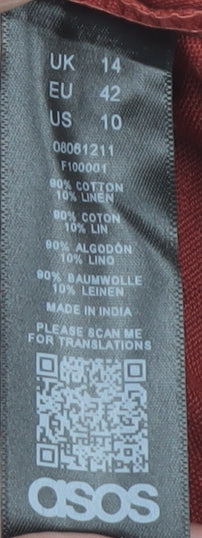 UK 14
EU 42
US 10
08061211
F100001
90% COTTON
10% LINEN
90% COTON
10% LIN
90% ALGODÓN
10% LINO
90% BAUMWOLLE
10% LEINEN
MADE IN INDIA
PLEASE SCAN ME
FOR TRANSLATIONS
asos